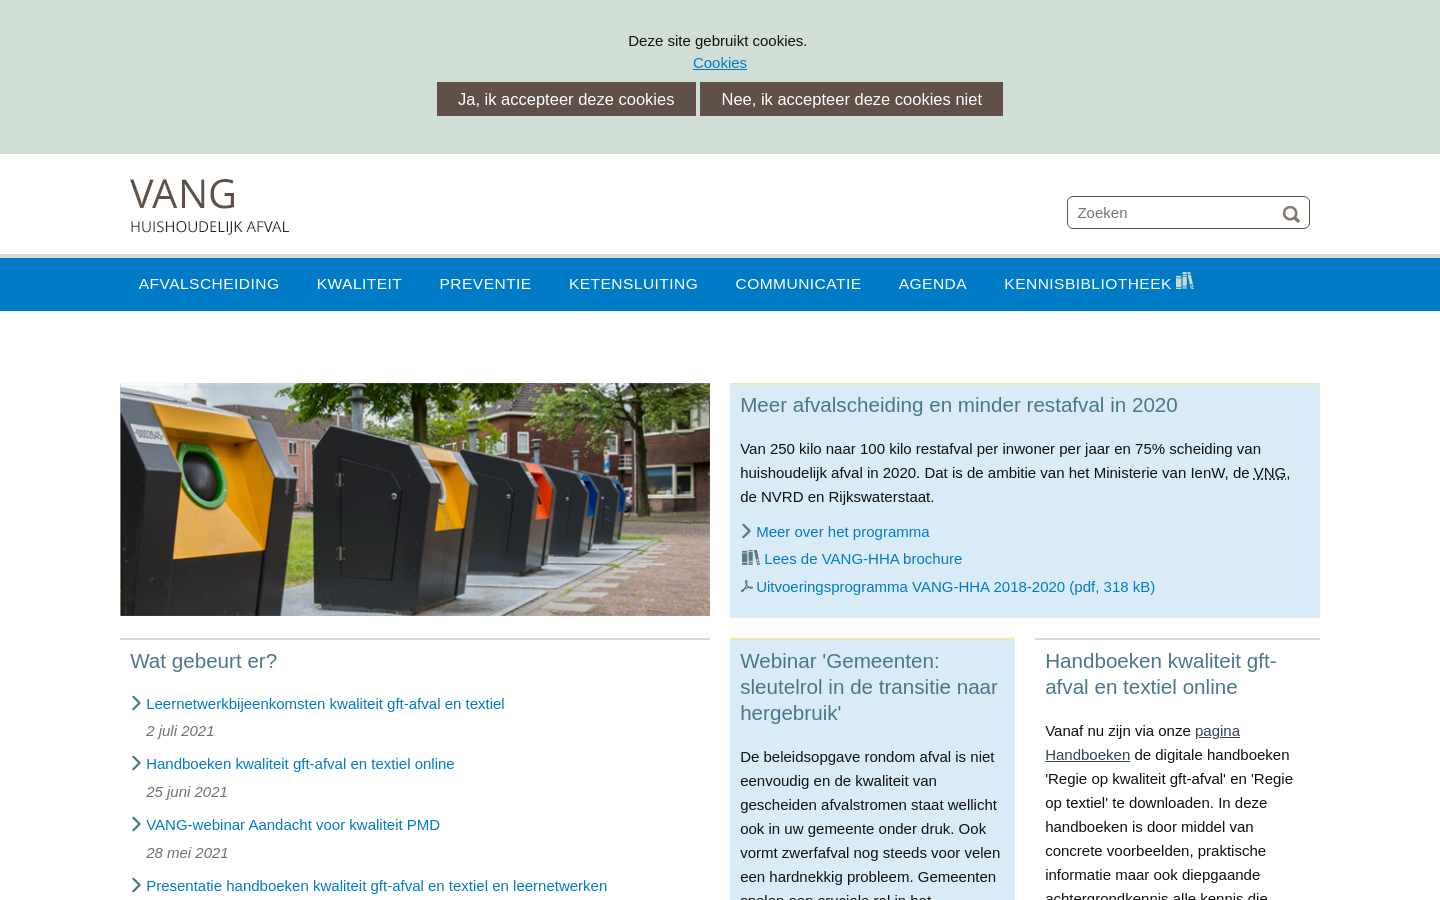 Deze site gebruikt cookies.
Cookies
Ja, ik accepteer deze cookies
Nee, ik accepteer deze cookies niet
VANG
HUISHOUDELIJK AFVAL
Zoeken
AFVALSCHEIDING
KWALITEIT
PREVENTIE
KETENSLUITING
COMMUNICATIE
AGENDA
KENNISBIBLIOTHEEK
Meer afvalscheiding en minder restafval in 2020
Van 250 kilo naar 100 kilo restafval per inwoner per jaar en 75% scheiding van
huishoudelijk afval in 2020. Dat is de ambitie van het Ministerie van IenW, de VNG,
de NVRD en Rijkswaterstaat.
Meer over het programma
Lees de VANG-HHA brochure
Uitvoeringsprogramma VANG-HHA 2018-2020 (pdf, 318 kB)
Wat gebeurt er?
Leernetwerkbijeenkomsten kwaliteit gft-afval en textiel
2 juli 2021
Handboeken kwaliteit gft-afval en textiel online
25 juni 2021
VANG-webinar Aandacht voor kwaliteit PMD
28 mei 2021
Presentatie handboeken kwaliteit gft-afval en textiel en leernetwerken
Webinar 'Gemeenten:
sleutelrol in de transitie naar
hergebruik'
De beleidsopgave rondom afval is niet
eenvoudig en de kwaliteit van
gescheiden afvalstromen staat wellicht
ook in uw gemeente onder druk. Ook
vormt zwerfafval nog steeds voor velen
een hardnekkig probleem. Gemeenten
spelen een cruciale rol in het
Handboeken kwaliteit gft-
afval en textiel online
Vanaf nu zijn via onze pagina
Handboeken de digitale handboeken
'Regie op kwaliteit gft-afval' en 'Regie
op textiel' te downloaden. In deze
handboeken is door middel van
concrete voorbeelden, praktische
informatie maar ook diepgaande
achtergrondkennis alle kennis die